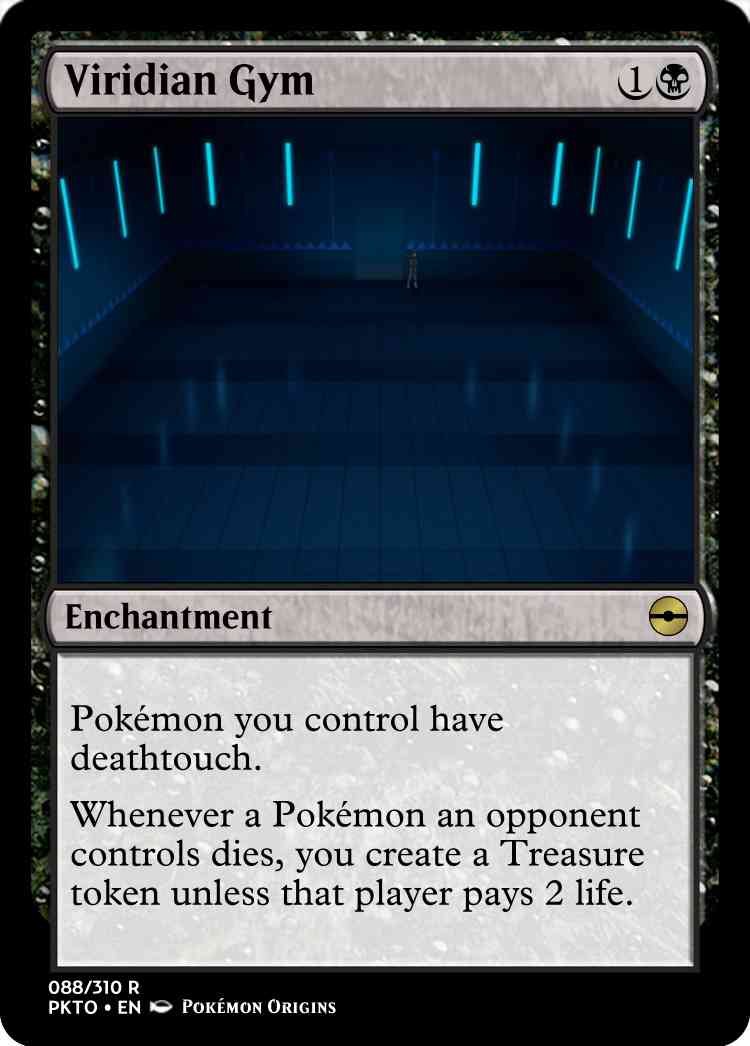 Viridian Gym 1
Enchantment
Pokémon you control have
deathtouch.
Whenever a Pokémon an opponent
controls dies, you create a Treasure
token unless that player pays 2 life.
088/310 R
PKTO • EN Pokémon Origins